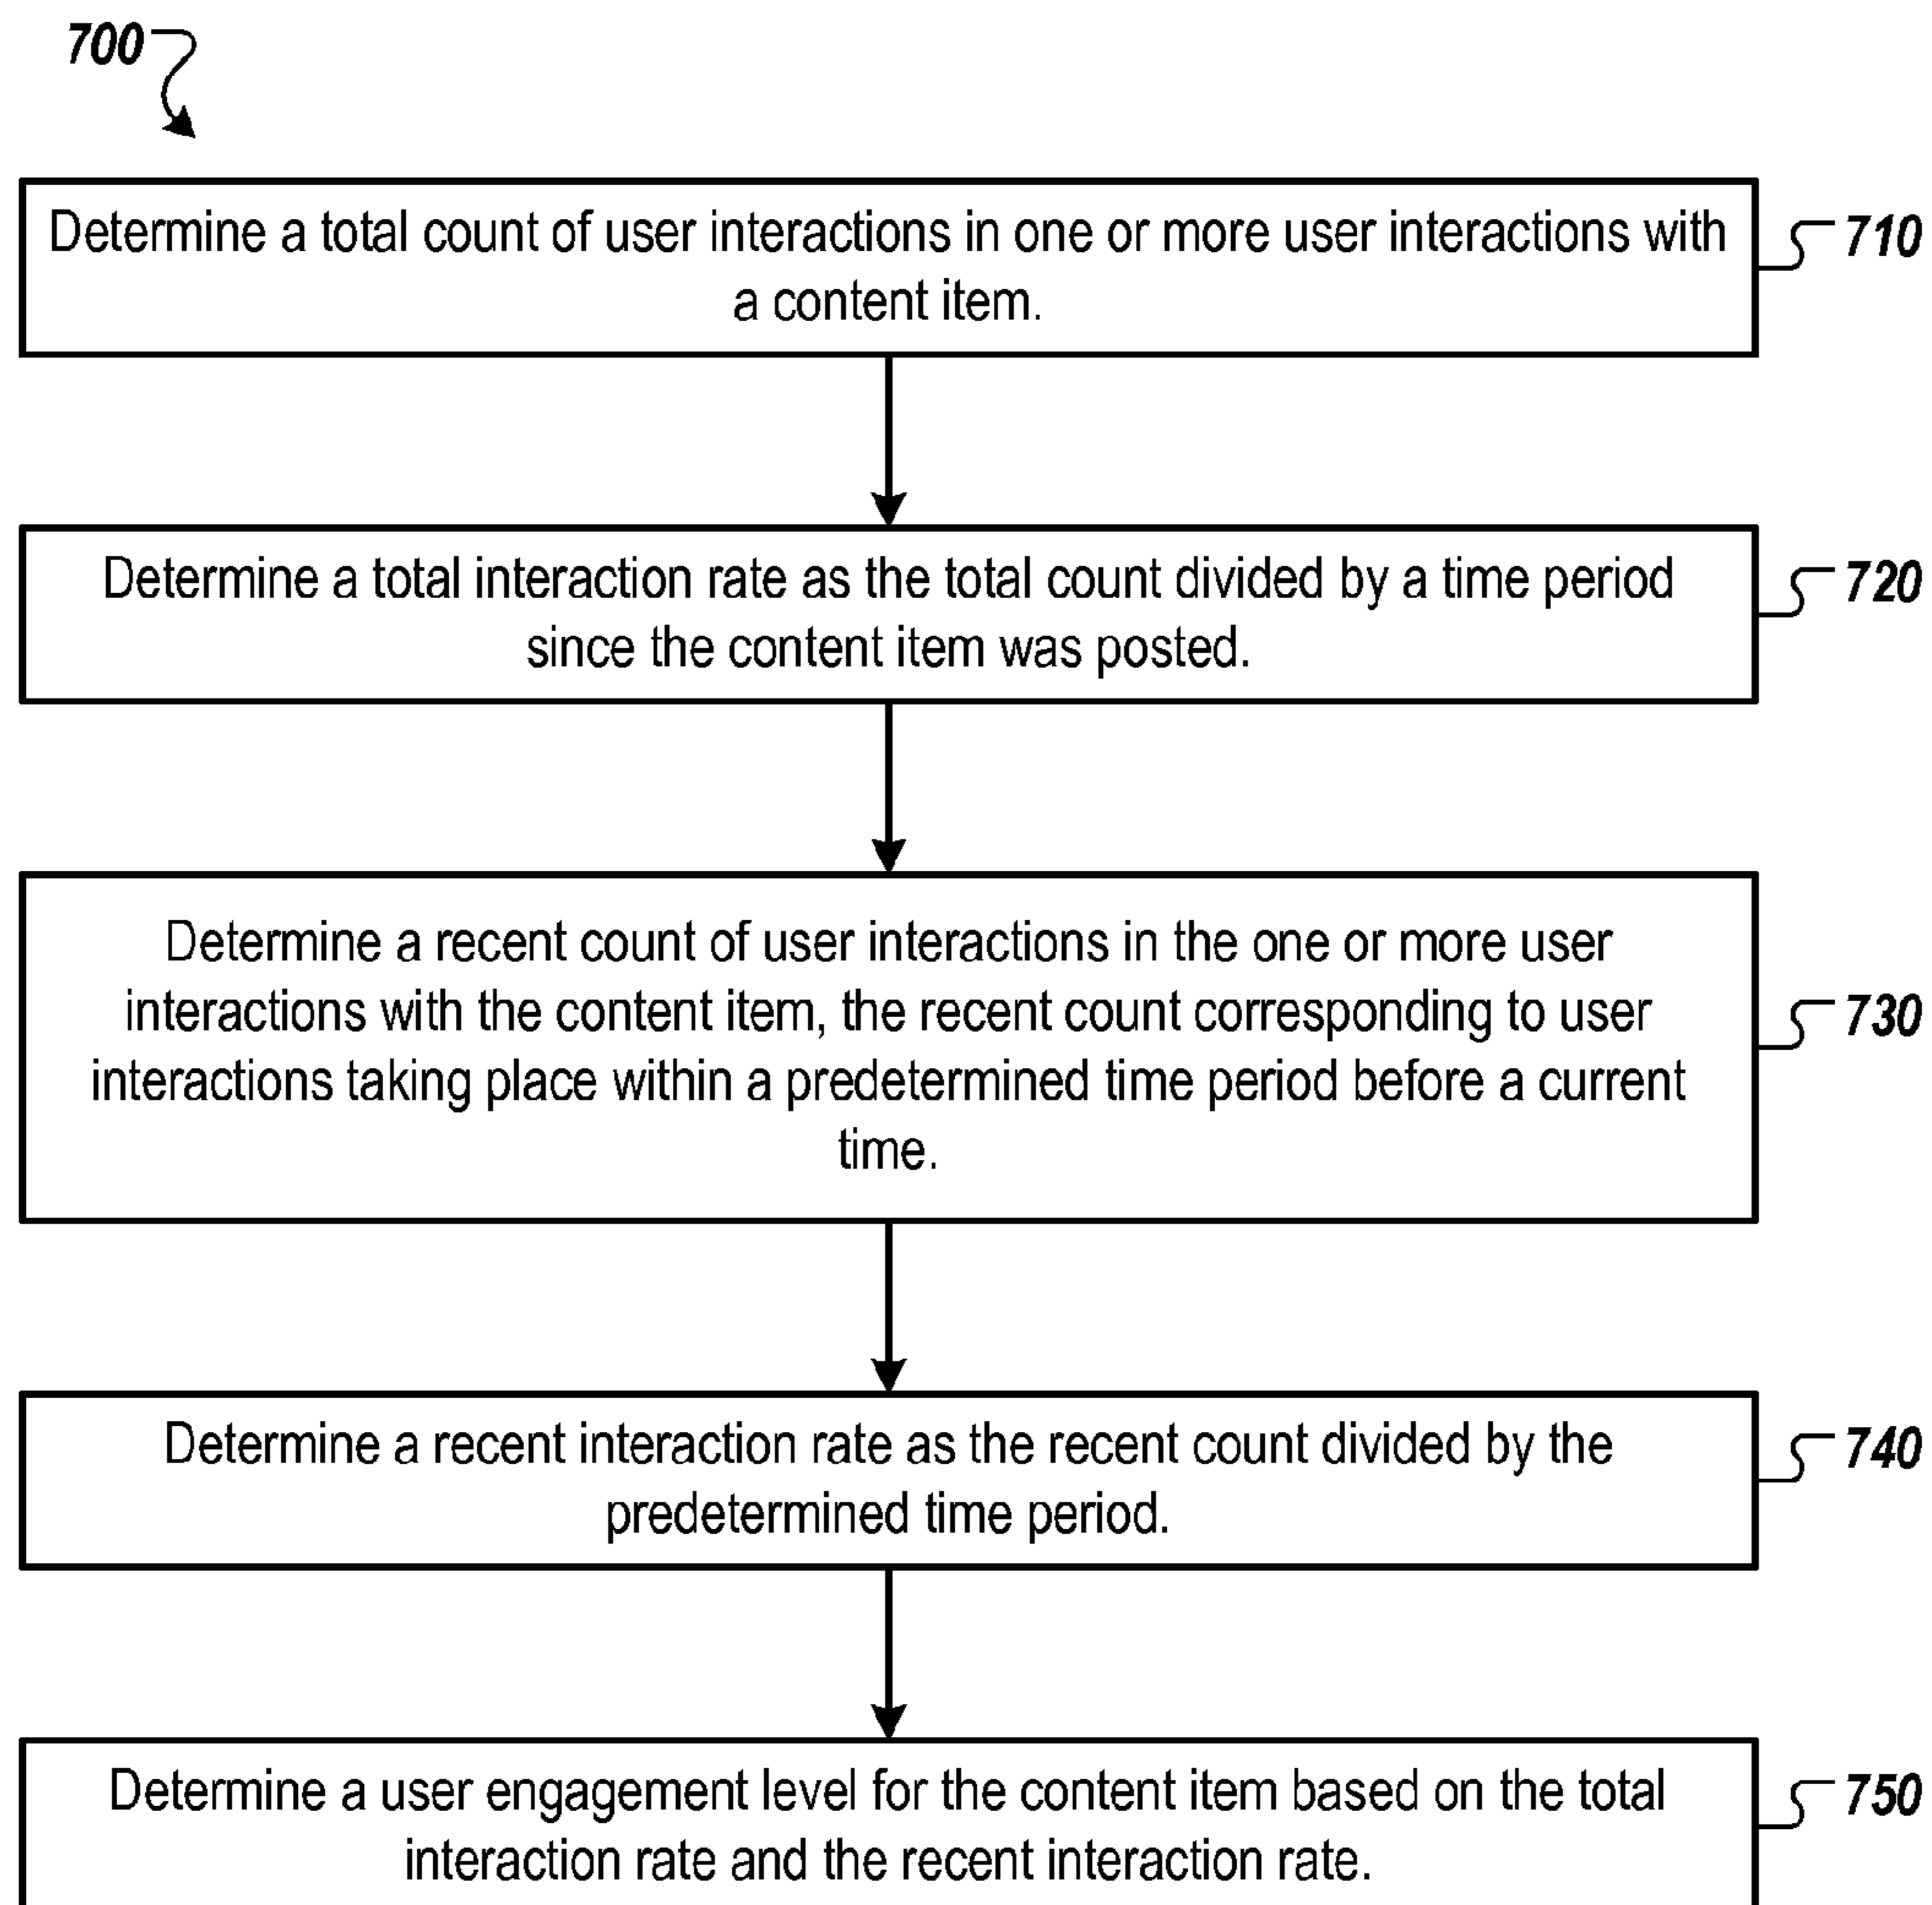 700
Determine a total count of user interactions in one or more user interactions with
a content item.
710
Determine a total interaction rate as the total count divided by a time period
since the content item was posted.
720
Determine a recent count of user interactions in the one or more user
interactions with the content item, the recent count corresponding to user
interactions taking place within a predetermined time period before a current
time.
730
Determine a recent interaction rate as the recent count divided by the
predetermined time period.
740
Determine a user engagement level for the content item based on the total
interaction rate and the recent interaction rate.
750